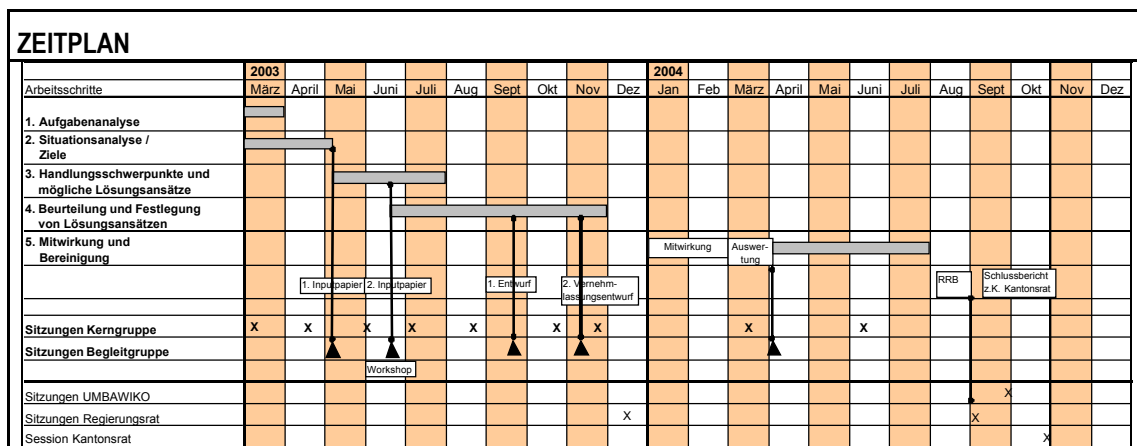 ZEITPLAN
2003 2004
Arbeitsschritte März April Mai Juni Juli Aug Sept Okt Nov Dez Jan Feb März April Mai Juni Juli Aug Sept Okt Nov Dez
1. Aufgabenanalyse
2. Situationsanalyse /
Ziele
3. Handlungsschwerpunkte und
mögliche Lösungsansätze
4. Beurteilung und Festlegung
von Lösungsansätzen
5. Mitwirkung und
Bereinigung
Mitwirkung
Auswer-
tung
1. Inputpapier
2. Inputpapier
1. Entwurf
2. Vernehm-
lassungsentwurf
RRB
Schlussbericht
z.K. Kantonsrat
Sitzungen Kerngruppe x x x x x x x x x
Sitzungen Begleitgruppe
Workshop
Sitzungen UMBAWIKO X
Sitzungen Regierungsrat X X
Session Kantonsrat X